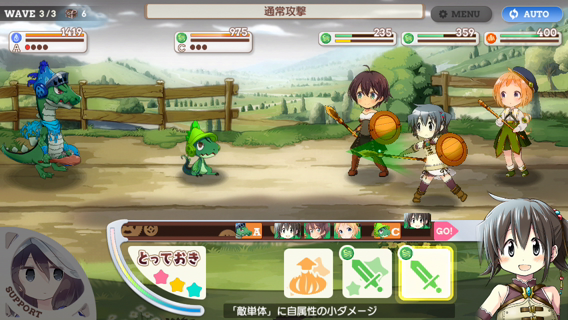 WAVE 3/3 6
通常攻撃
MENU
AUTO
1419
A
975
C
235
359
400
A
C
GO!
とっておき
SUPPORT
「敵単体」に自属性の小ダメージ